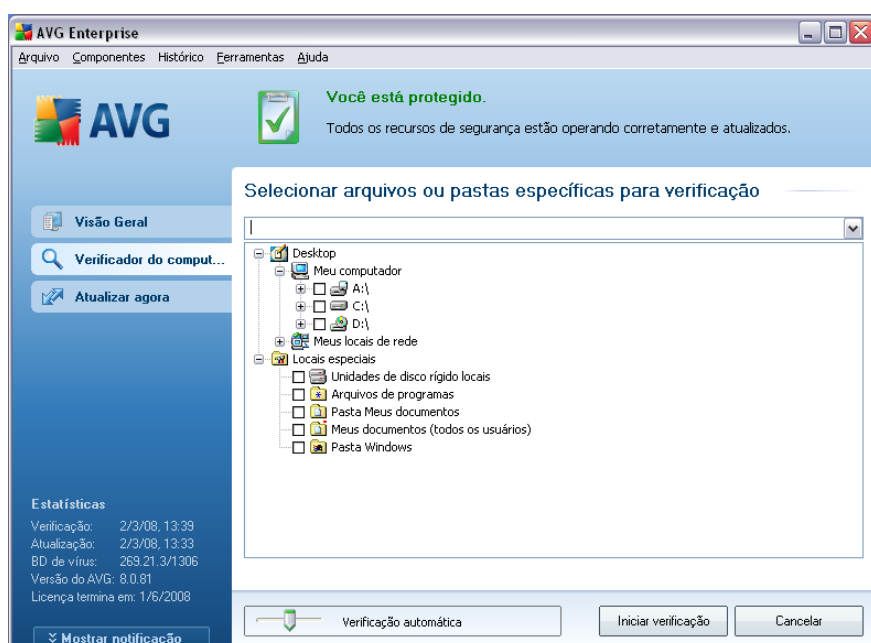 AVG Enterprise
Arquivo Componentes Histórico Ferramentas Ajuda
AVG
Você está protegido.
Todos os recursos de segurança estão operando corretamente e atualizados.
Visão Geral
Verificador do comput...
Atualizar agora
Selecionar arquivos ou pastas específicas para verificação
Desktop
Meu computador
A:\
C:\
D:\
Meus locais de rede
Locais especiais
Unidades de disco rígido locais
Arquivos de programas
Pasta Meus documentos
Meus documentos (todos os usuários)
Pasta Windows
Estatísticas
Verificação: 2/3/08, 13:39
Atualização: 2/3/08, 13:33
BD de vírus: 269.21.3/1306
Versão do AVG: 8.0.81
Licença termina em: 1/6/2008
Mostrar notificação
Verificação automática
Iniciar verificação
Cancelar